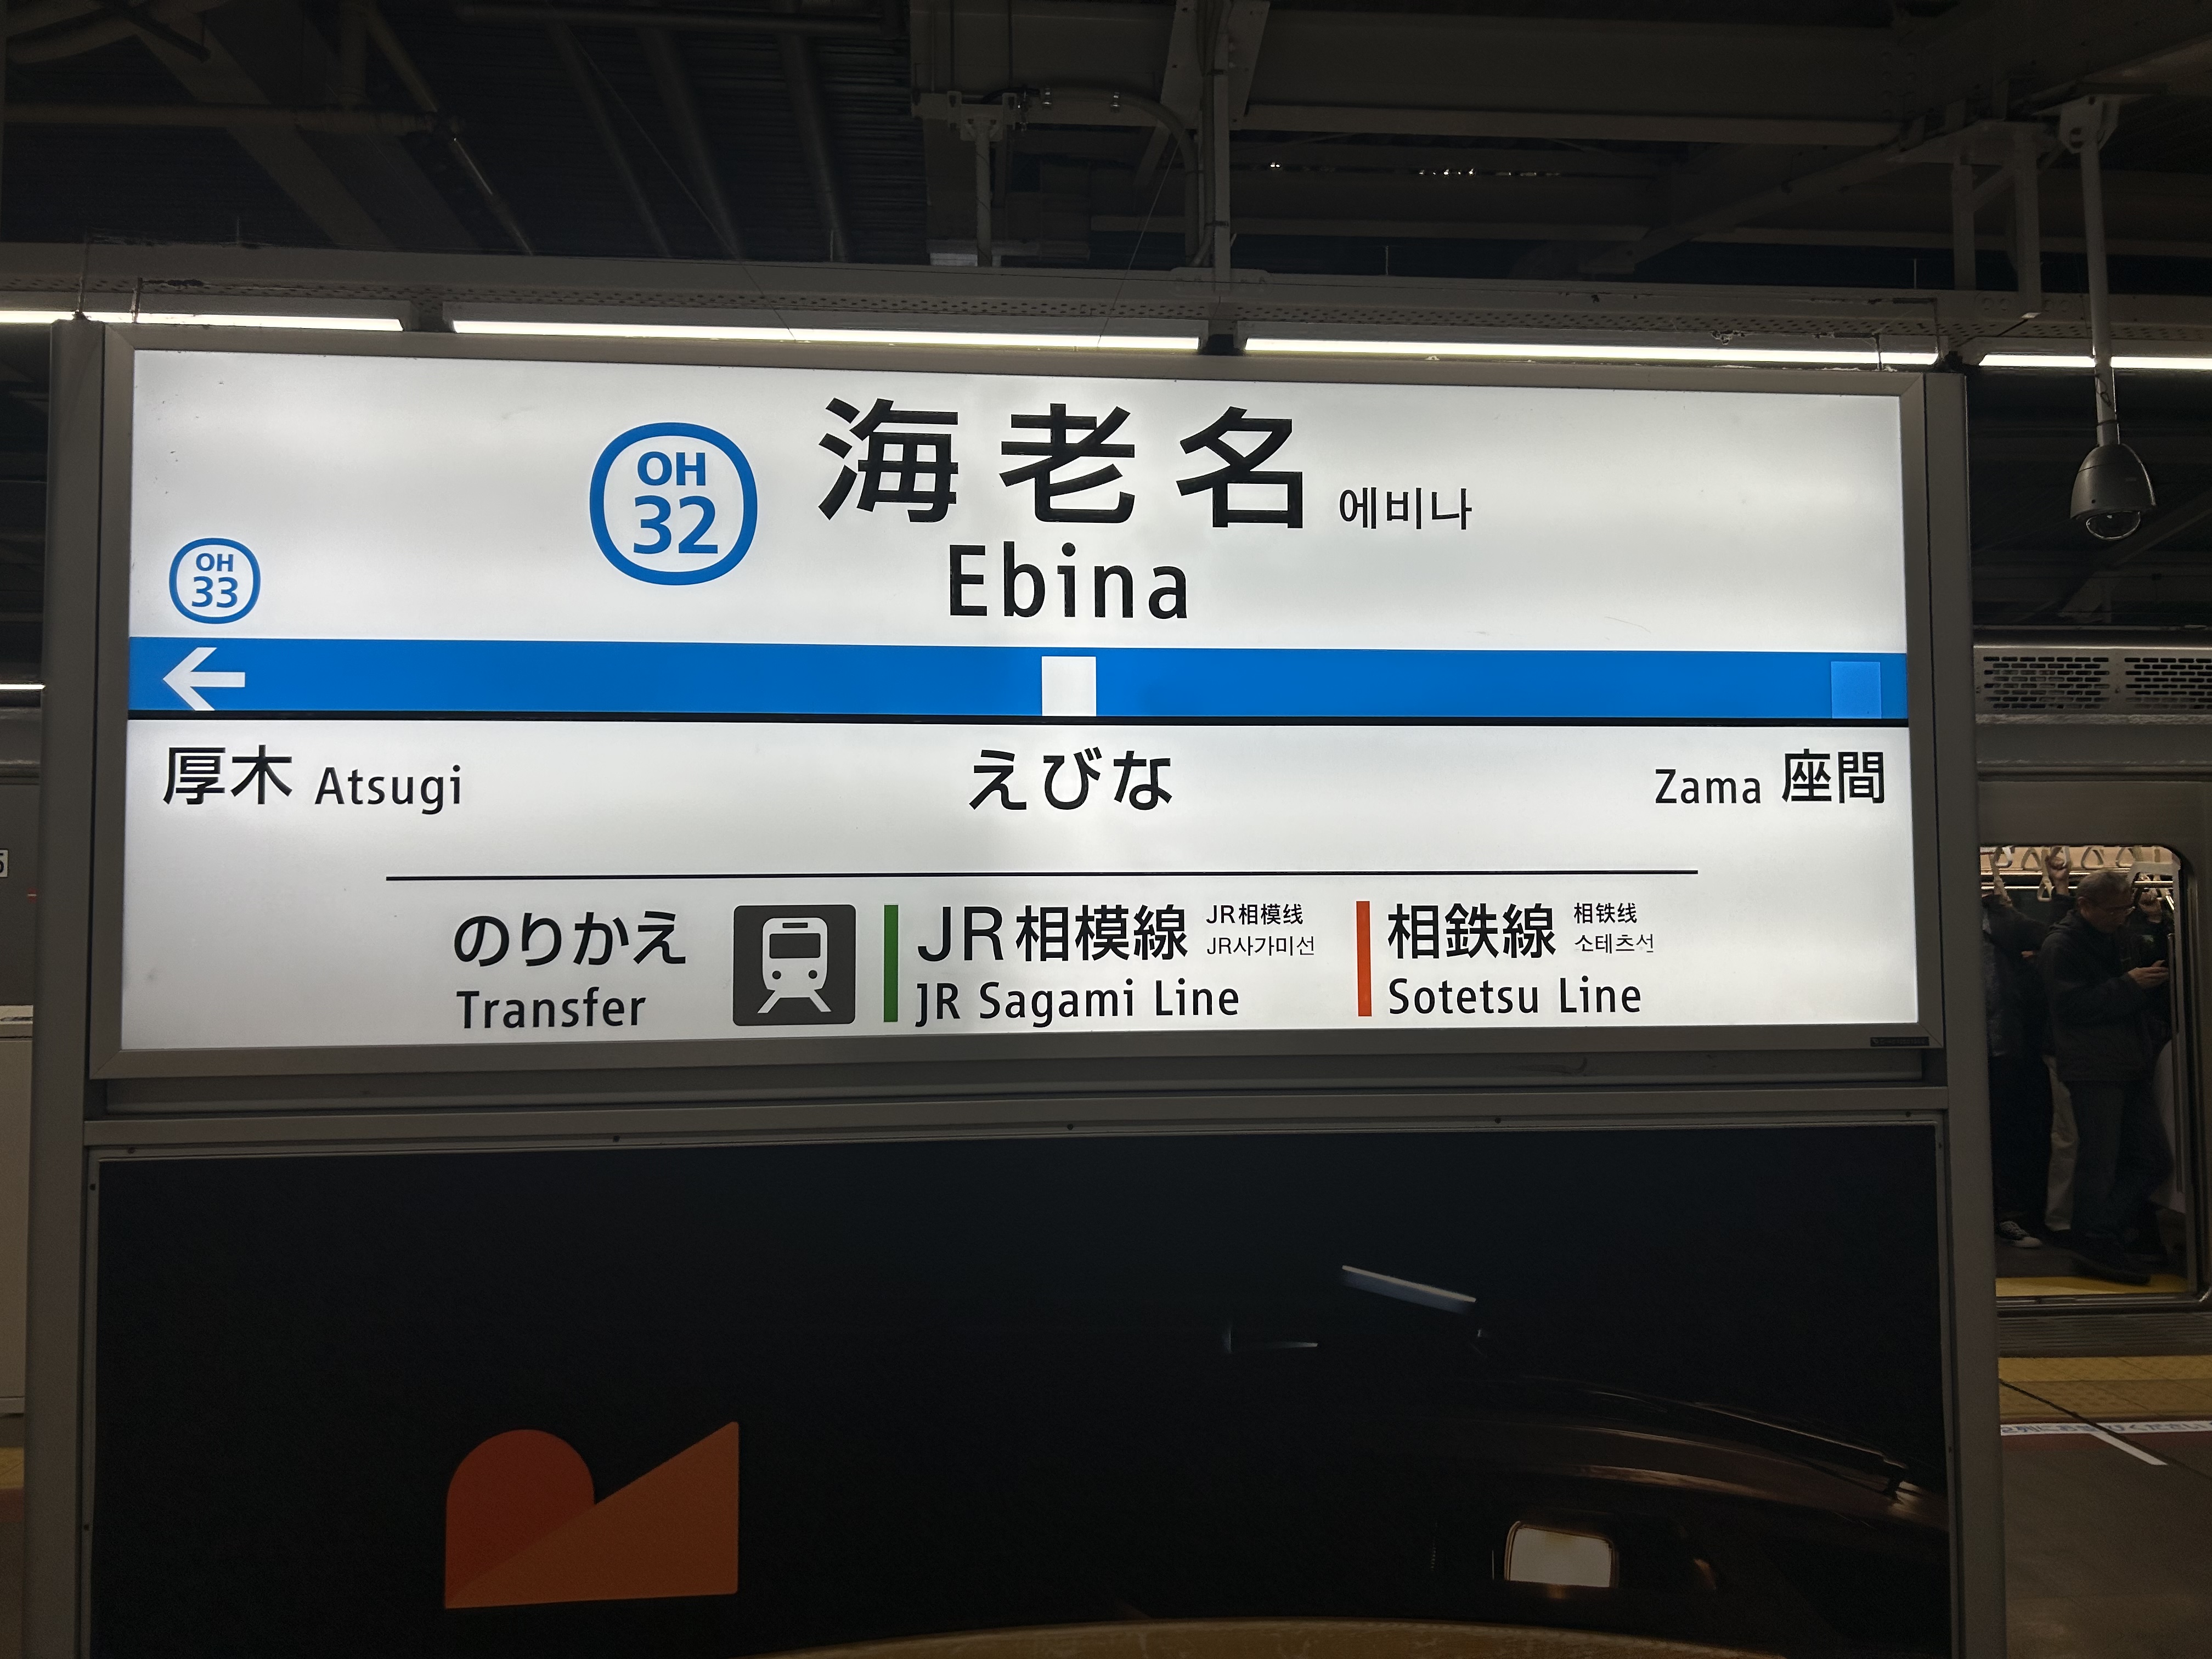 OH
32
海老名 에비나
Ebina
OH
33
厚木 Atsugi
えびな
Zama 座間
のりかえ
Transfer
JR相模線 JR相模线
JR사가미선
JR Sagami Line
相鉄線 相铁线
소테츠선
Sotetsu Line